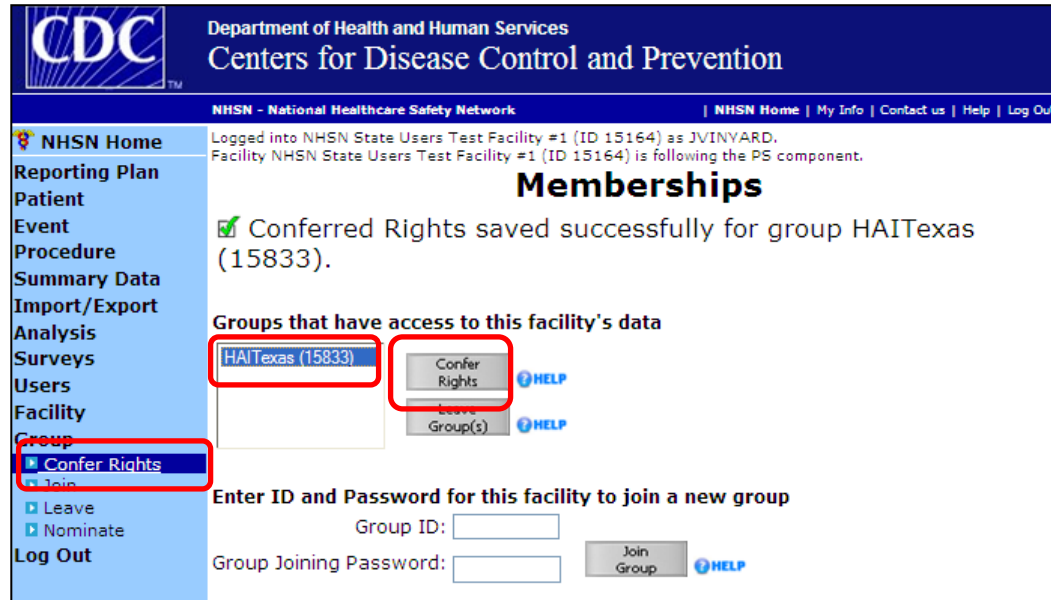 CDC
TM
Department of Health and Human Services
Centers for Disease Control and Prevention
NHSN - National Healthcare Safety Network
| NHSN Home | My Info | Contact us | Help | Log Out
NHSN Home
Reporting Plan
Patient
Event
Procedure
Summary Data
Import/Export
Analysis
Surveys
Users
Facility
Group
Confer Rights
Join
Leave
Nominate
Log Out
Logged into NHSN State Users Test Facility #1 (ID 15164) as JVINYARD.
Facility NHSN State Users Test Facility #1 (ID 15164) is following the PS component.
Memberships
Conferred Rights saved successfully for group HAITexas
(15833).
Groups that have access to this facility's data
HAITexas (15833)
Confer
Rights
HELP
Leave
Group(s)
HELP
Enter ID and Password for this facility to join a new group
Group ID:
Group Joining Password:
Join
Group
HELP